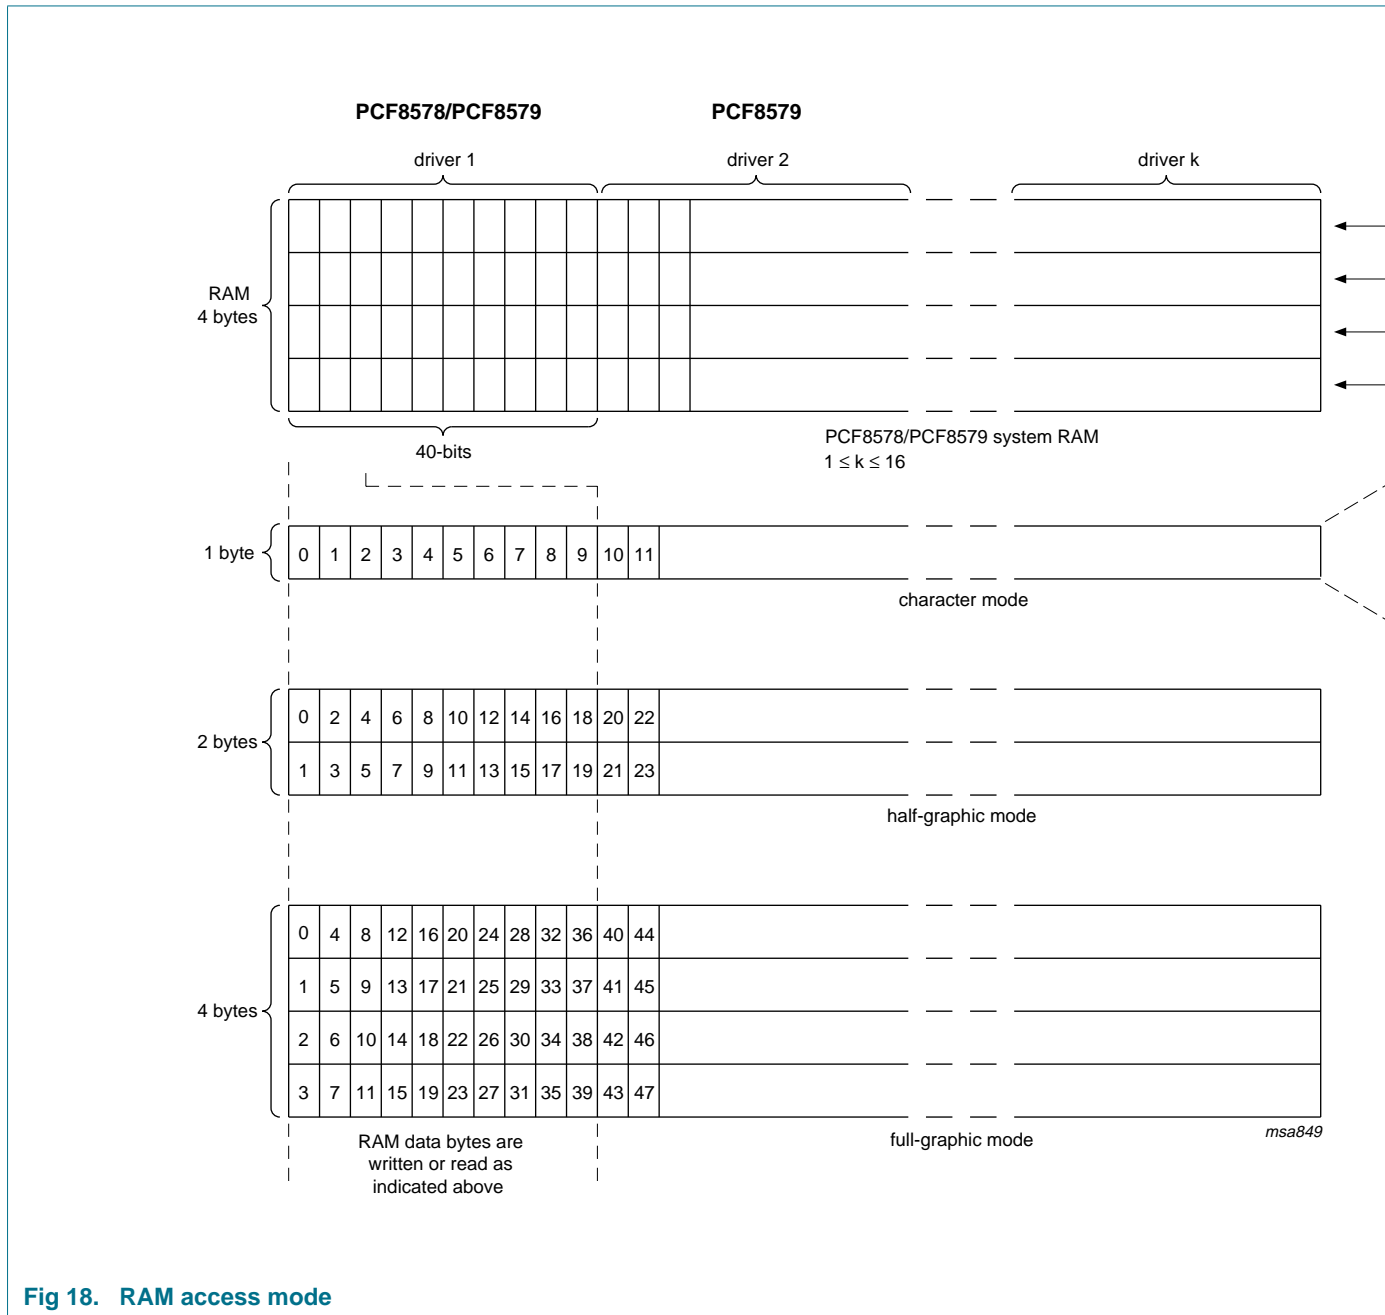 PCF8578/PCF8579 PCF8579
driver 1 driver 2 driver k
RAM
4 bytes
40-bits
PCF8578/PCF8579 system RAM
1 ≤ k ≤ 16
1 byte 0 1 2 3 4 5 6 7 8 9 10 11
character mode
2 bytes
0 2 4 6 8 10 12 14 16 18 20 22
1 3 5 7 9 11 13 15 17 19 21 23
half-graphic mode
4 bytes
0 4 8 12 16 20 24 28 32 36 40 44
1 5 9 13 17 21 25 29 33 37 41 45
2 6 10 14 18 22 26 30 34 38 42 46
3 7 11 15 19 23 27 31 35 39 43 47
full-graphic mode
msa849
RAM data bytes are
written or read as
indicated above
Fig 18. RAM access mode